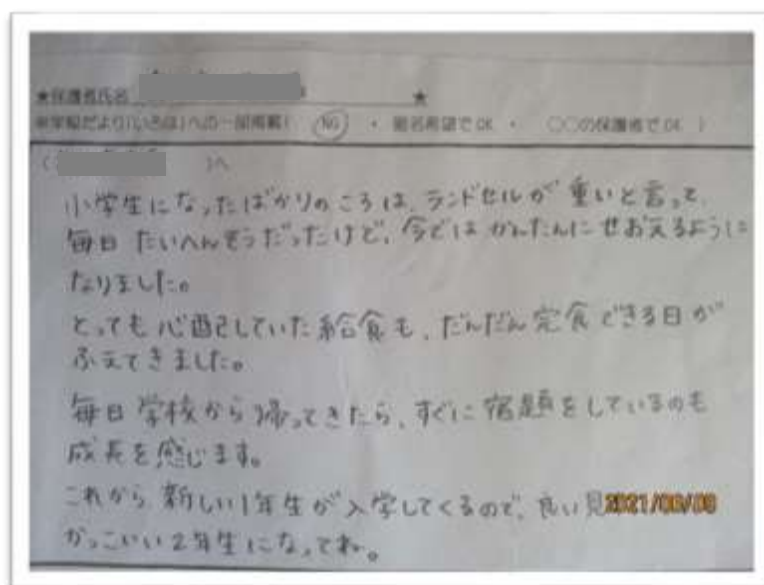 ★保護者氏名 ★
※学級だより「いろは」への一部掲載( NG ・ 匿名希望でOK ・ 〇〇の保護者でOK )
( )へ
小学生になったばかりのころは、ランドセルが重いと言って、
毎日たいへんそうだったけど、今ではかんたんにせおえるように
なりました。
とっても心配していた給食も、だんだん完食できる日が
ふえてきました。
毎日学校から帰ってきたら、すぐに宿題をしているのも
成長を感じます。
これから新しい1年生が入学してくるので、良い見
かっこいい2年生になってね。